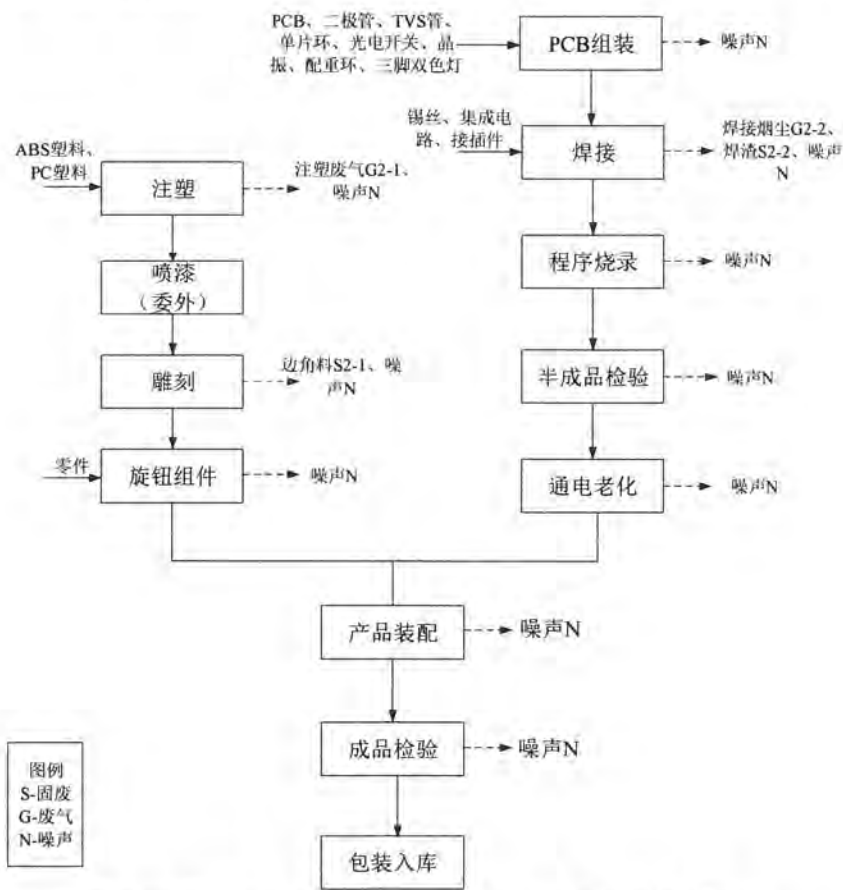 PCB、二极管、TVS管、
单片环、光电开关、晶
振、配重环、三脚双色灯
PCB组装
噪声N
锡丝、集成电
路、接插件
焊接
焊接烟尘G2-2、
焊渣S2-2、噪声
N
ABS塑料、
PC塑料
注塑
注塑废气G2-1、
噪声N
程序烧录
噪声N
喷漆
（委外）
雕刻
边角料S2-1、噪
声N
半成品检验
噪声N
零件
旋钮组件
噪声N
通电老化
噪声N
产品装配
噪声N
成品检验
噪声N
包装入库
图例
S-固废
G-废气
N-噪声